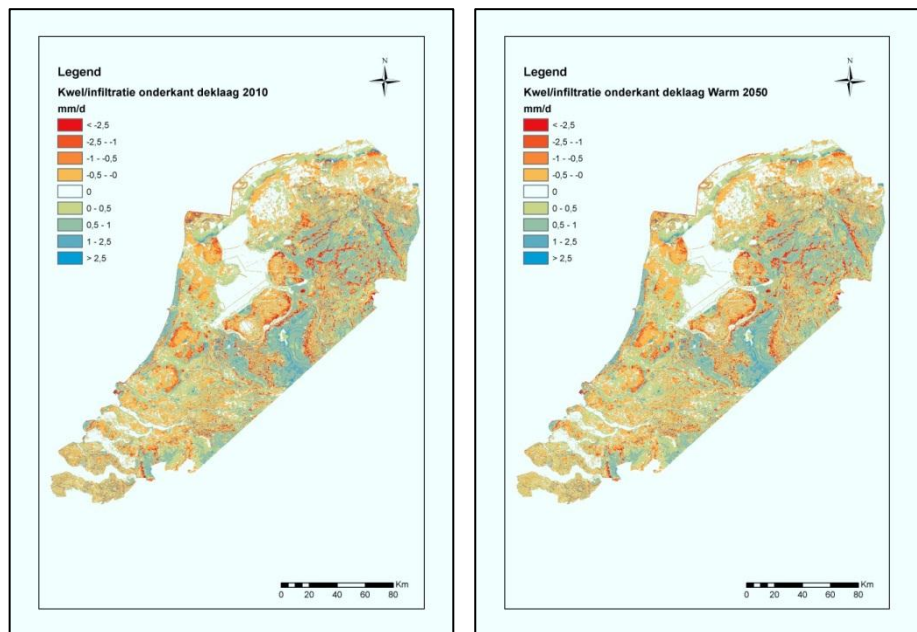 N
Legend
Kwel/infiltratie onderkant deklaag 2010
mm/d
< -2,5
-2,5 - -1
-1 - -0,5
-0,5 - -0
0
0 - 0,5
0,5 - 1
1 - 2,5
> 2,5
Km
0 20 40 60 80
N
Legend
Kwel/infiltratie onderkant deklaag Warm 2050
mm/d
< -2,5
-2,5 - -1
-1 - -0,5
-0,5 - -0
0
0 - 0,5
0,5 - 1
1 - 2,5
> 2,5
Km
0 20 40 60 80